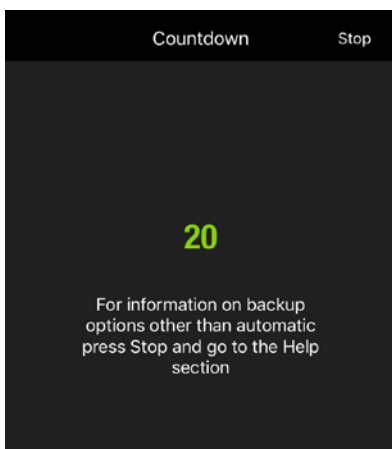 Countdown Stop
20
For information on backup
options other than automatic
press Stop and go to the Help
section